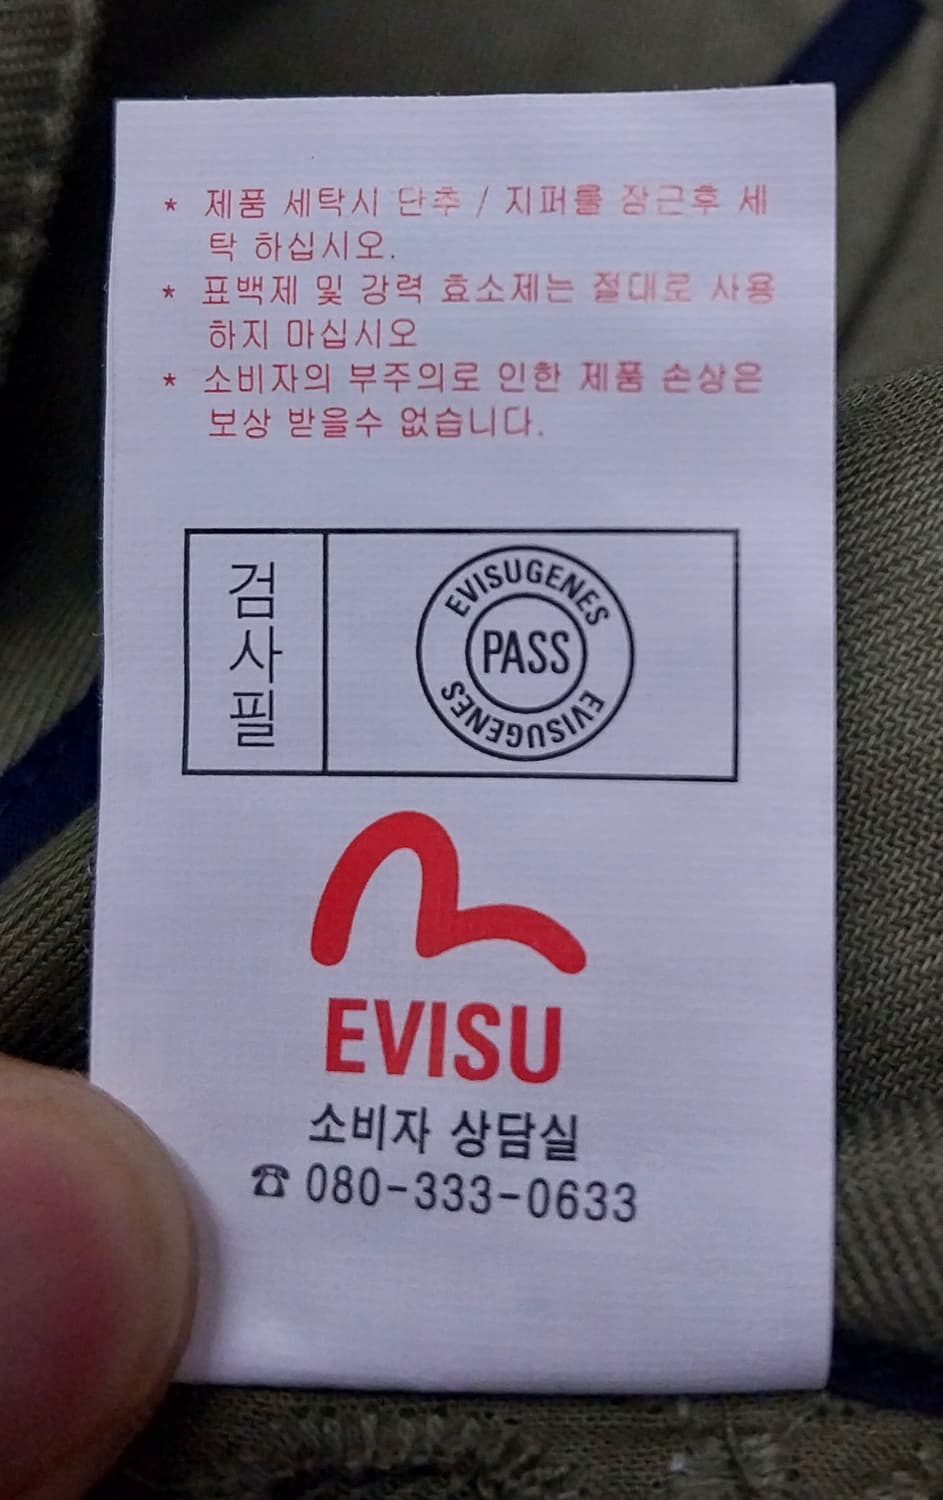 * 제품 세탁시 단추 / 지퍼를 장근후 세
탁 하십시오.
* 표백제 및 강력 효소제는 절대로 사용
하지 마십시오
* 소비자의 부주의로 인한 제품 손상은
보상 받을수 없습니다.
검
사
필
EVISUGENES
PASS
EVISUGENES
EVISU
소비자 상담실
☎ 080-333-0633